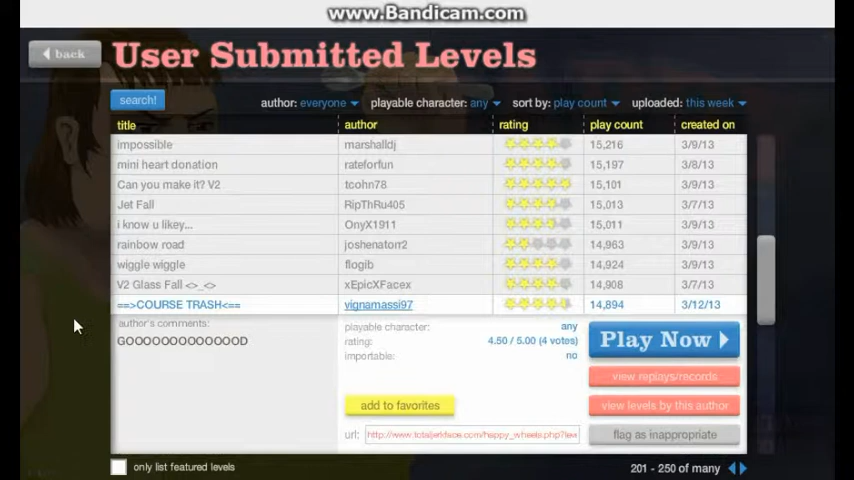 www.Bandicam.com
back User Submitted Levels
search! author: everyone playable character: any sort by: play count uploaded: this week
title author rating play count created on
impossible marshalldj 15,216 3/9/13
mini heart donation rateforfun 15,197 3/8/13
Can you make it? V2 tcohn78 15,101 3/9/13
Jet Fall RipThRu405 15,013 3/7/13
i know u likey... OnyX1911 15,011 3/9/13
rainbow road joshenatorr2 14,963 3/9/13
wiggle wiggle flogib 14,924 3/9/13
V2 Glass Fall <>_<> xEpicXFacex 14,908 3/7/13
==>COURSE TRASH<== vignamassi97 14,894 3/12/13
author's comments:
GOOOOOOOOOOOOOD
playable character: any
rating: 4.50 / 5.00 (4 votes)
importable: no
Play Now
view replays/records
add to favorites
view levels by this author
url: http://www.totaljerkface.com/happy_wheels.php?lev
flag as inappropriate
only list featured levels
201 - 250 of many